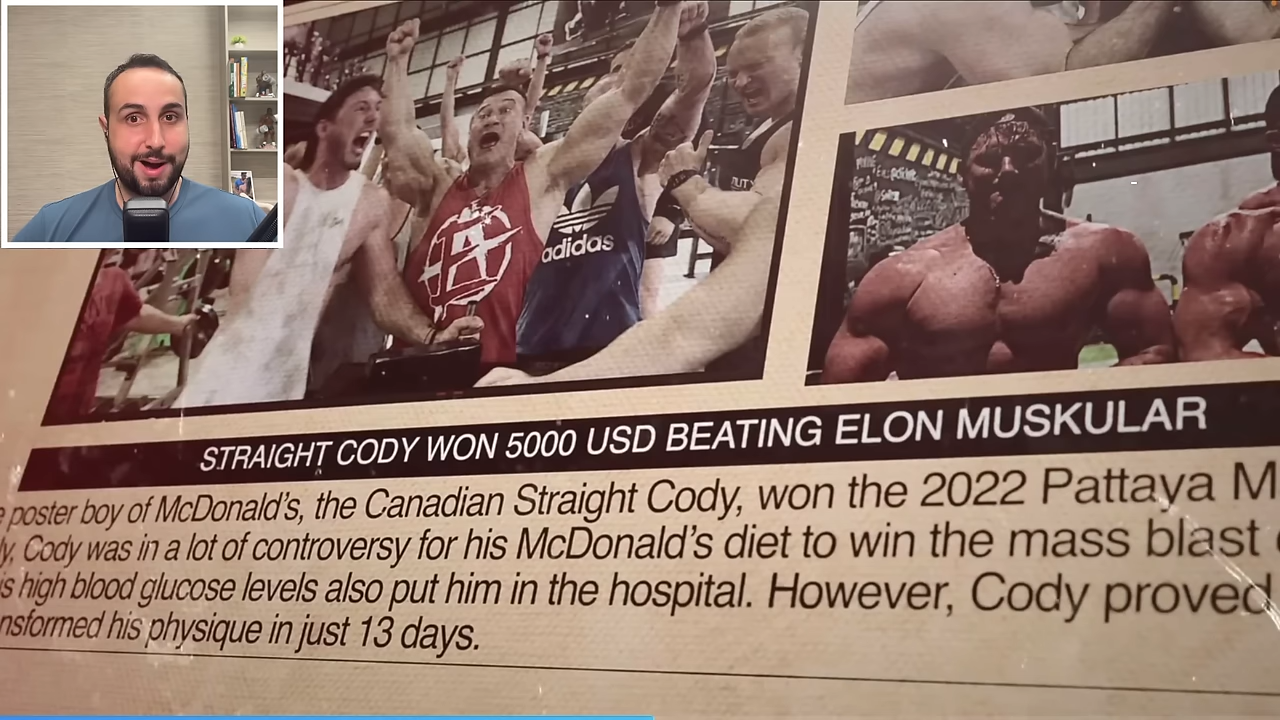 adidas
STRAIGHT CODY WON 5000 USD BEATING ELON MUSKULAR
poster boy of McDonald's, the Canadian Straight Cody, won the 2022 Pattaya M
Cody was in a lot of controversy for his McDonald's diet to win the mass blast
high blood glucose levels also put him in the hospital. However, Cody proved
his physique in just 13 days.